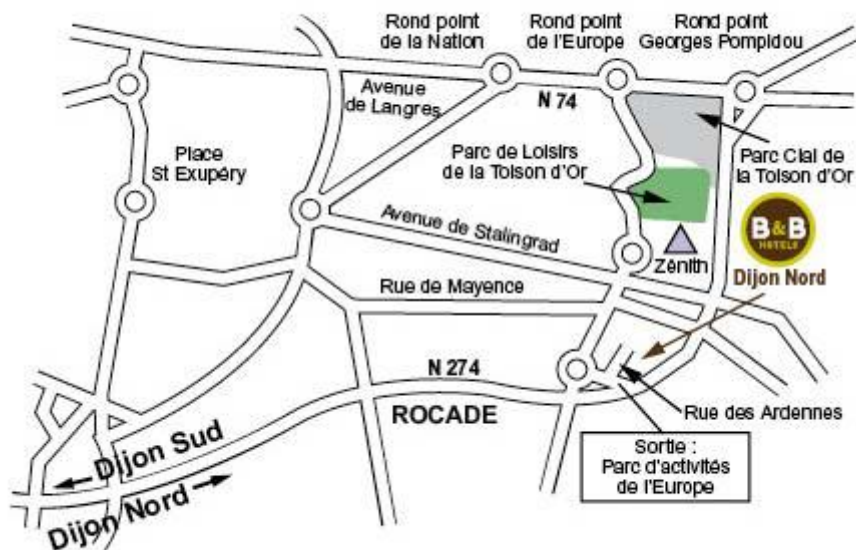 Rond point
de la Nation
Rond point
de l'Europe
Rond point
Georges Pompidou
Avenue
de Langres
N 74
Place
St Exupéry
Parc de Loisirs
de la Toison d'Or
Parc Cial de
la Toison d'Or
B&B
HOTELS
Avenue de Stalingrad
Zénith
Dijon Nord
Rue de Mayence
N 274
ROCADE
Rue des Ardennes
Sortie :
Parc d'activités
de l'Europe
Dijon Sud
Dijon Nord